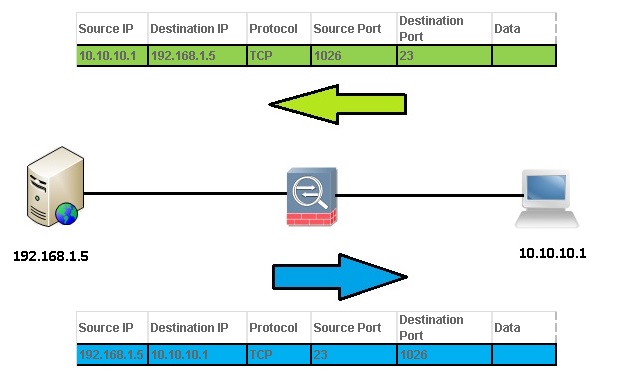 Source IP Destination IP Protocol Source Port Destination Port Data
10.10.10.1 192.168.1.5 TCP 1026 23
192.168.1.5
10.10.10.1
Source IP Destination IP Protocol Source Port Destination Port Data
192.168.1.5 10.10.10.1 TCP 23 1026